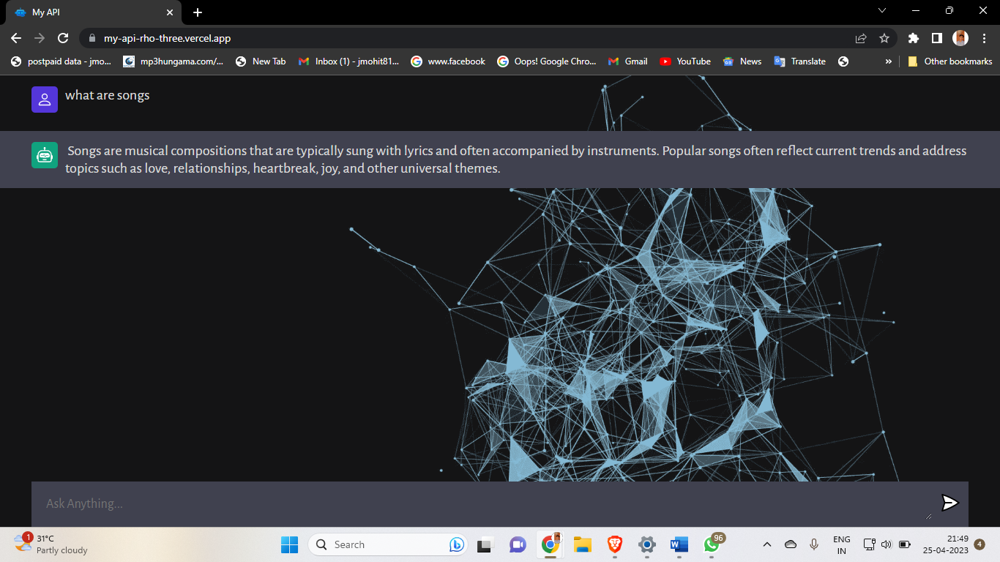 My API
my-api-rho-three.vercel.app
postpaid data - jmo... mp3hungama.com/... New Tab Inbox (1) - jmohit81... www.facebook Oops! Google Chro... Gmail YouTube News Translate » Other bookmarks
what are songs
Songs are musical compositions that are typically sung with lyrics and often accompanied by instruments. Popular songs often reflect current trends and address
topics such as love, relationships, heartbreak, joy, and other universal themes.
Ask Anything...
1 31°C
Partly cloudy
Search
96
ENG
IN
21:49
25-04-2023
4